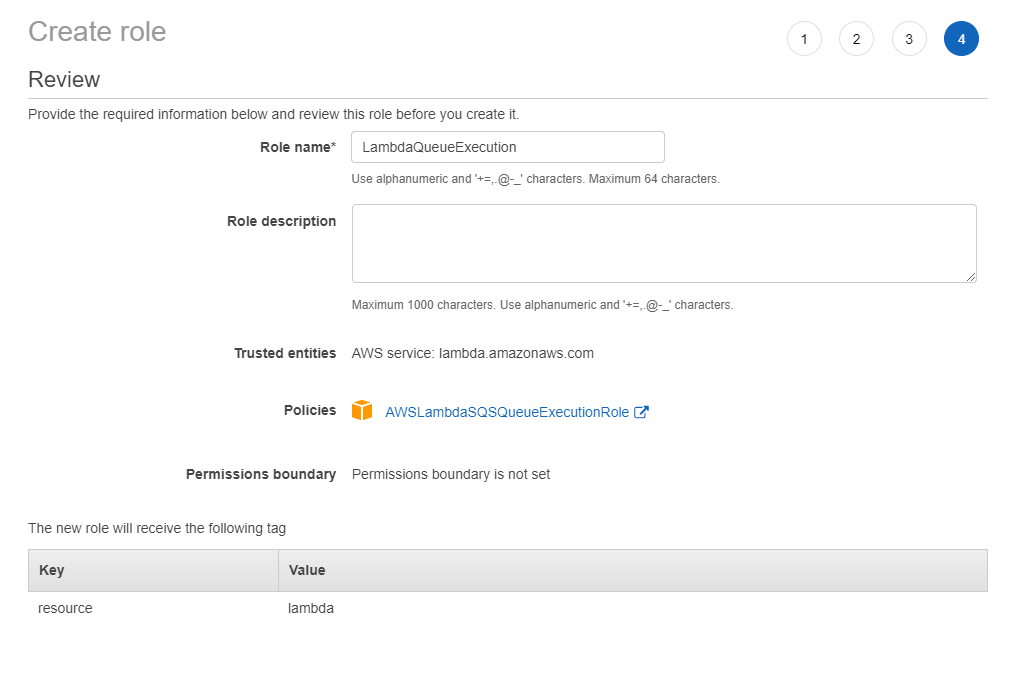 Create role
1 2 3 4
Review
Provide the required information below and review this role before you create it.
Role name* LambdaQueueExecution
Use alphanumeric and '+=,.@-_' characters. Maximum 64 characters.
Role description
Maximum 1000 characters. Use alphanumeric and '+=,.@-_' characters.
Trusted entities AWS service: lambda.amazonaws.com
Policies AWSLambdaSQSQueueExecutionRole
Permissions boundary Permissions boundary is not set
The new role will receive the following tag
Key Value
resource lambda